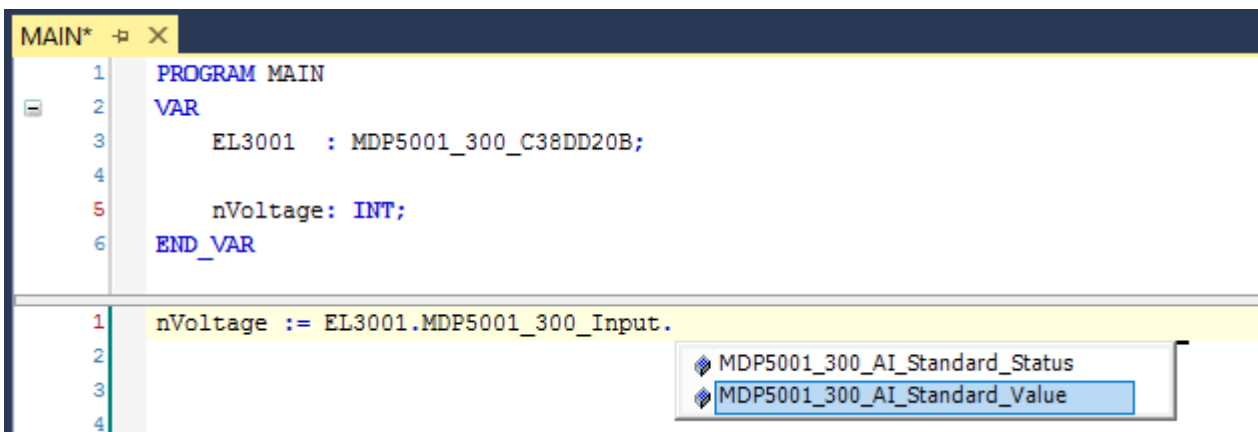 MAIN*
1 PROGRAM MAIN
2 VAR
3 EL3001 : MDP5001_300_C38DD20B;
4
5 nVoltage: INT;
6 END_VAR
1 nVoltage := EL3001.MDP5001_300_Input.
2 MDP5001_300_AI_Standard_Status
3 MDP5001_300_AI_Standard_Value
4